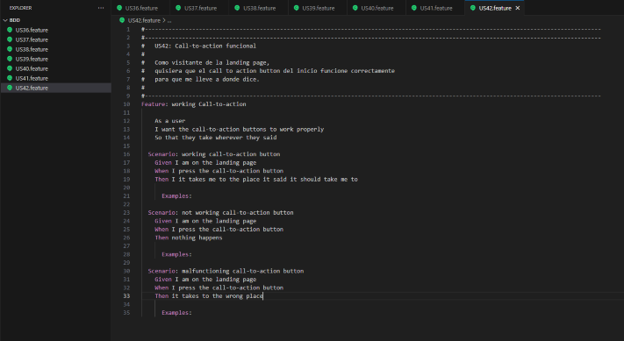 EXPLORER
BDD
US36.feature
US37.feature
US38.feature
US39.feature
US40.feature
US41.feature
US42.feature
US36.feature US37.feature US38.feature US39.feature US40.feature US41.feature US42.feature
US42.feature > ...
1 #--------------------------------------------------
2 #--------------------------------------------------
3 # US42: Call-to-action funcional
4 #
5 # Como visitante de la landing page,
6 # quisiera que el call to action button del inicio funcione correctamente
7 # para que me lleve a donde dice.
8 #
9 #--------------------------------------------------
10 Feature: working Call-to-action
11
12 As a user
13 I want the call-to-action buttons to work properly
14 So that they take wherever they said
15
16 Scenario: working call-to-action button
17 Given I am on the landing page
18 When I press the call-to-action button
19 Then I it takes me to the place it said it should take me to
20
21 Examples:
22
23 Scenario: not working call-to-action button
24 Given I am on the landing page
25 When I press the call-to-action button
26 Then nothing happens
27
28 Examples:
29
30 Scenario: malfunctioning call-to-action button
31 Given I am on the landing page
32 When I press the call-to-action button
33 Then it takes to the wrong place
34
35 Examples: